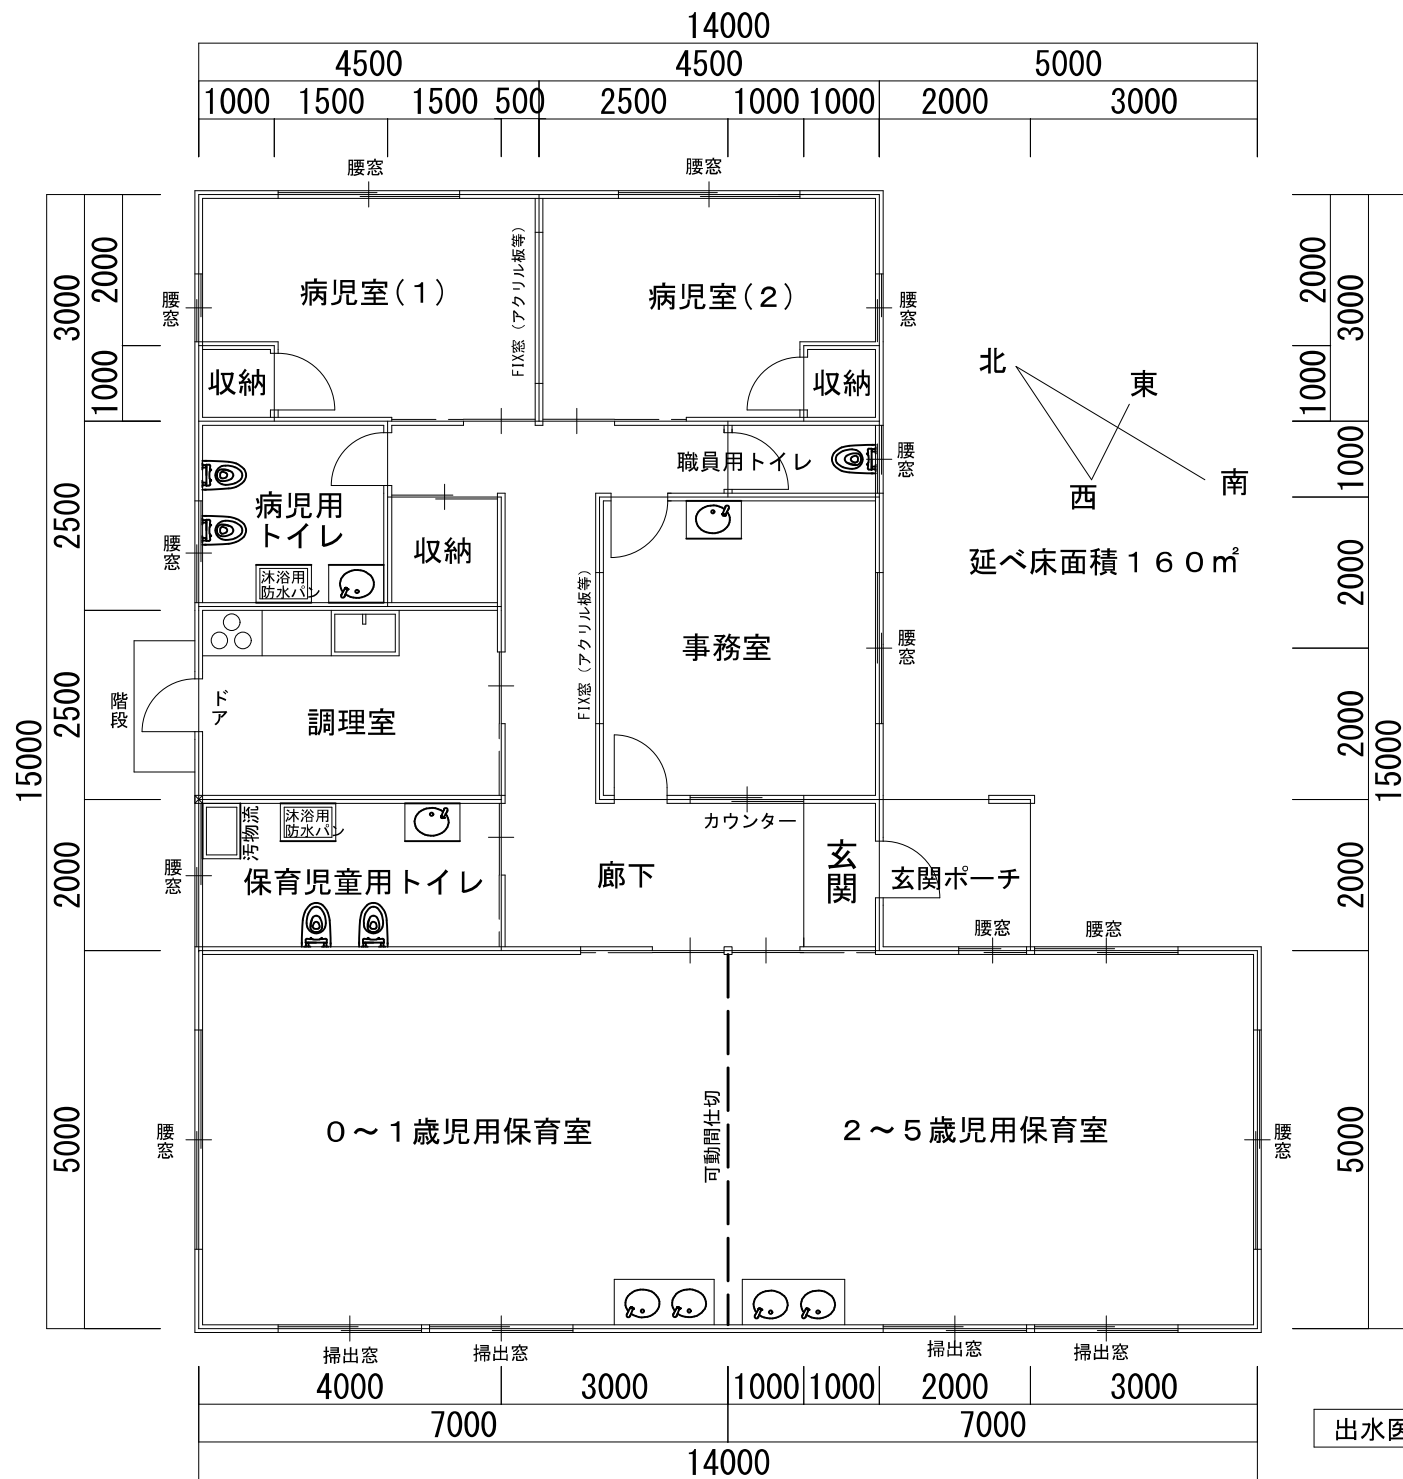 14000
4500 4500 5000
1000 1500 1500 500 2500 1000 1000 2000 3000
腰窓 腰窓
15000
3000
2000
1000
2500
2500
2000
5000
2000
1000
3000
1000
2000
2000
2000
5000
15000
病児室(1)
FIX窓（アクリル板等）
病児室(2)
腰窓
腰窓
収納
収納
北
東
西
南
職員用トイレ
腰窓
病児用
トイレ
腰窓
収納
沐浴用
防水パン
延べ床面積１６０㎡
FIX窓（アクリル板等）
事務室
腰窓
階段
ドア
調理室
カウンター
汚物流
沐浴用
防水パン
腰窓
保育児童用トイレ
廊下
玄関
玄関ポーチ
腰窓
腰窓
０～１歳児用保育室
可動間仕切
２～５歳児用保育室
腰窓
腰窓
掃出窓
掃出窓
掃出窓
掃出窓
4000 3000 1000 1000 2000 3000
7000 7000
14000
出水医